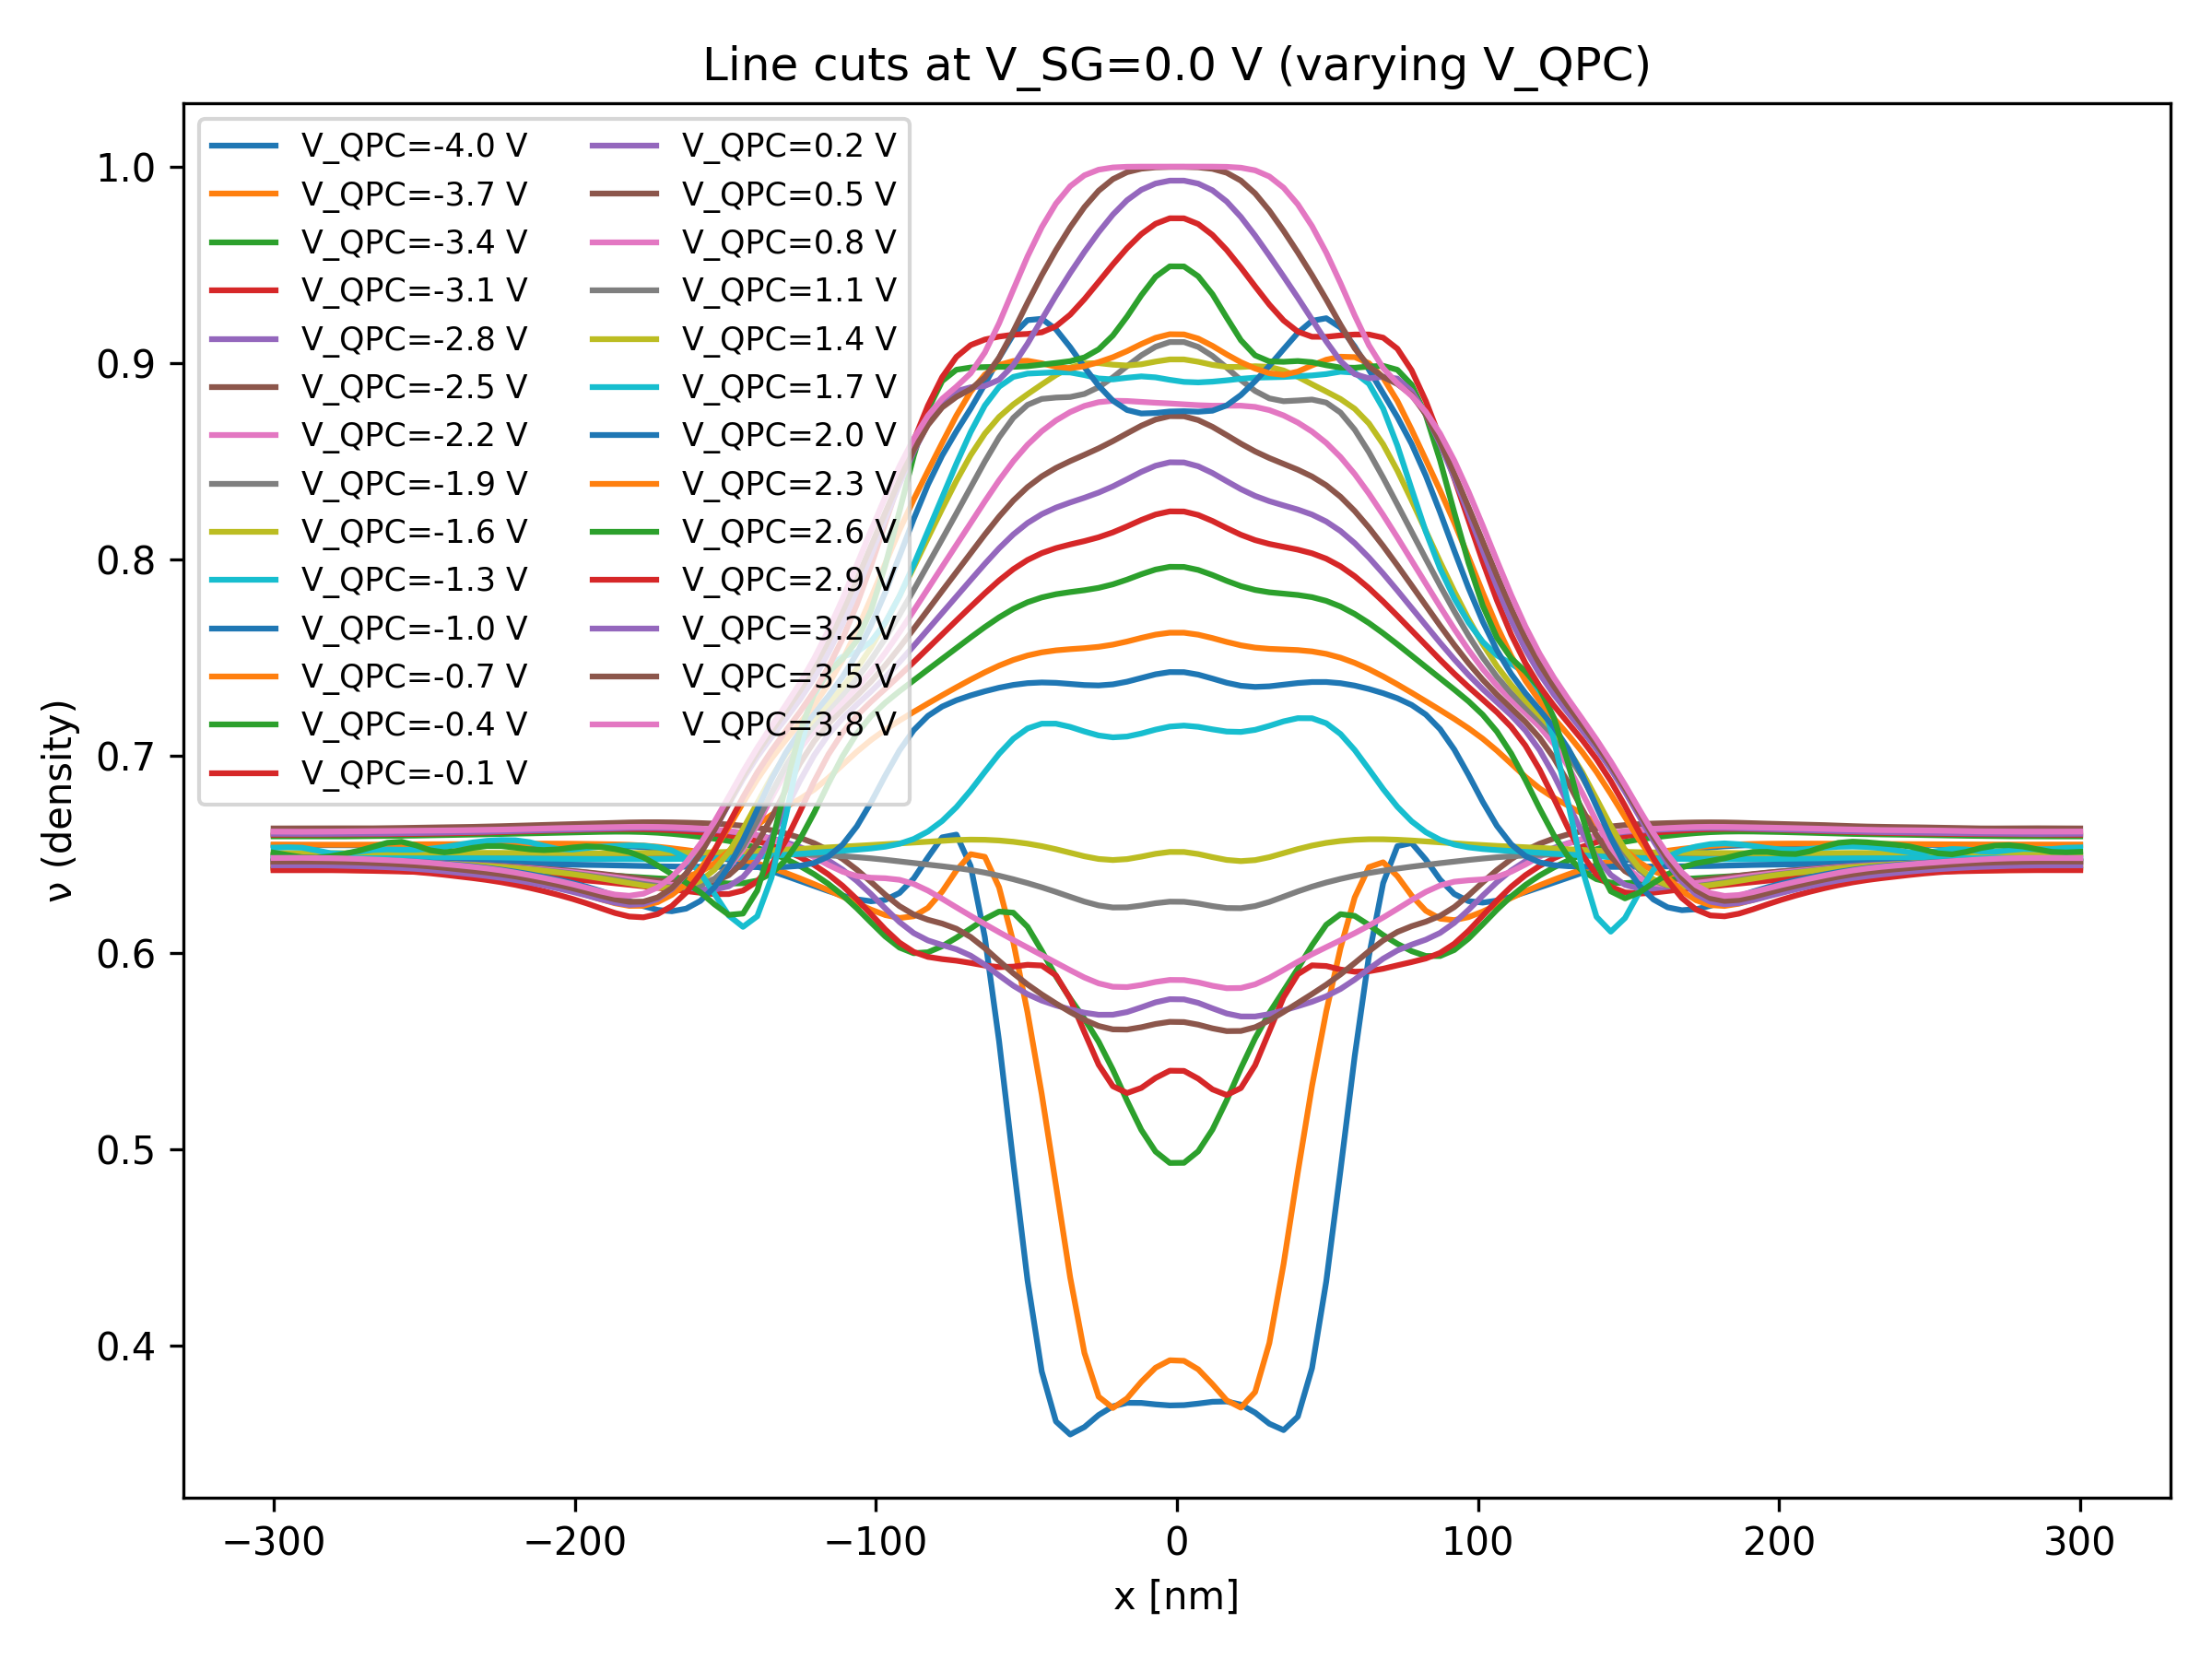 Line cuts at V_SG=0.0 V (varying V_QPC)
V_QPC=-4.0 V
V_QPC=-3.7 V
V_QPC=-3.4 V
V_QPC=-3.1 V
V_QPC=-2.8 V
V_QPC=-2.5 V
V_QPC=-2.2 V
V_QPC=-1.9 V
V_QPC=-1.6 V
V_QPC=-1.3 V
V_QPC=-1.0 V
V_QPC=-0.7 V
V_QPC=-0.4 V
V_QPC=-0.1 V
V_QPC=0.2 V
V_QPC=0.5 V
V_QPC=0.8 V
V_QPC=1.1 V
V_QPC=1.4 V
V_QPC=1.7 V
V_QPC=2.0 V
V_QPC=2.3 V
V_QPC=2.6 V
V_QPC=2.9 V
V_QPC=3.2 V
V_QPC=3.5 V
V_QPC=3.8 V
ν (density)
1.0
0.9
0.8
0.7
0.6
0.5
0.4
−300
−200
−100
0
100
200
300
x [nm]